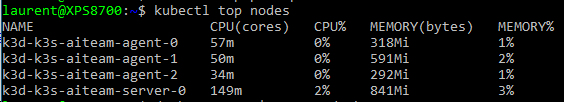 laurent@XPS8700:~$ kubectl top nodes
NAME CPU(cores) CPU% MEMORY(bytes) MEMORY%
k3d-k3s-aiteam-agent-0 57m 0% 318Mi 1%
k3d-k3s-aiteam-agent-1 50m 0% 591Mi 2%
k3d-k3s-aiteam-agent-2 34m 0% 292Mi 1%
k3d-k3s-aiteam-server-0 149m 2% 841Mi 3%